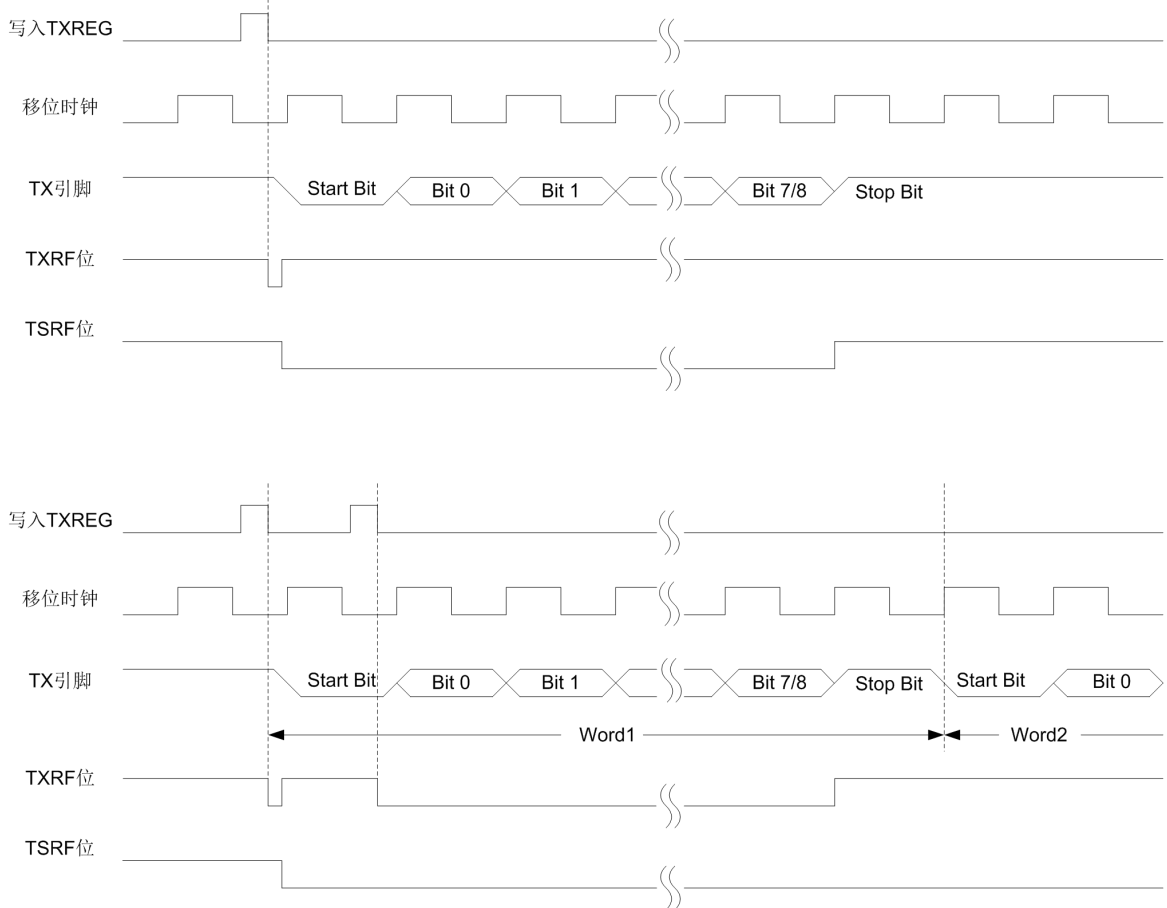 写入TXREG
移位时钟
TX引脚 Start Bit Bit 0 Bit 1 Bit 7/8 Stop Bit
TXRF位
TSRF位
写入TXREG
移位时钟
TX引脚 Start Bit Bit 0 Bit 1 Bit 7/8 Stop Bit Start Bit Bit 0
Word1 Word2
TXRF位
TSRF位